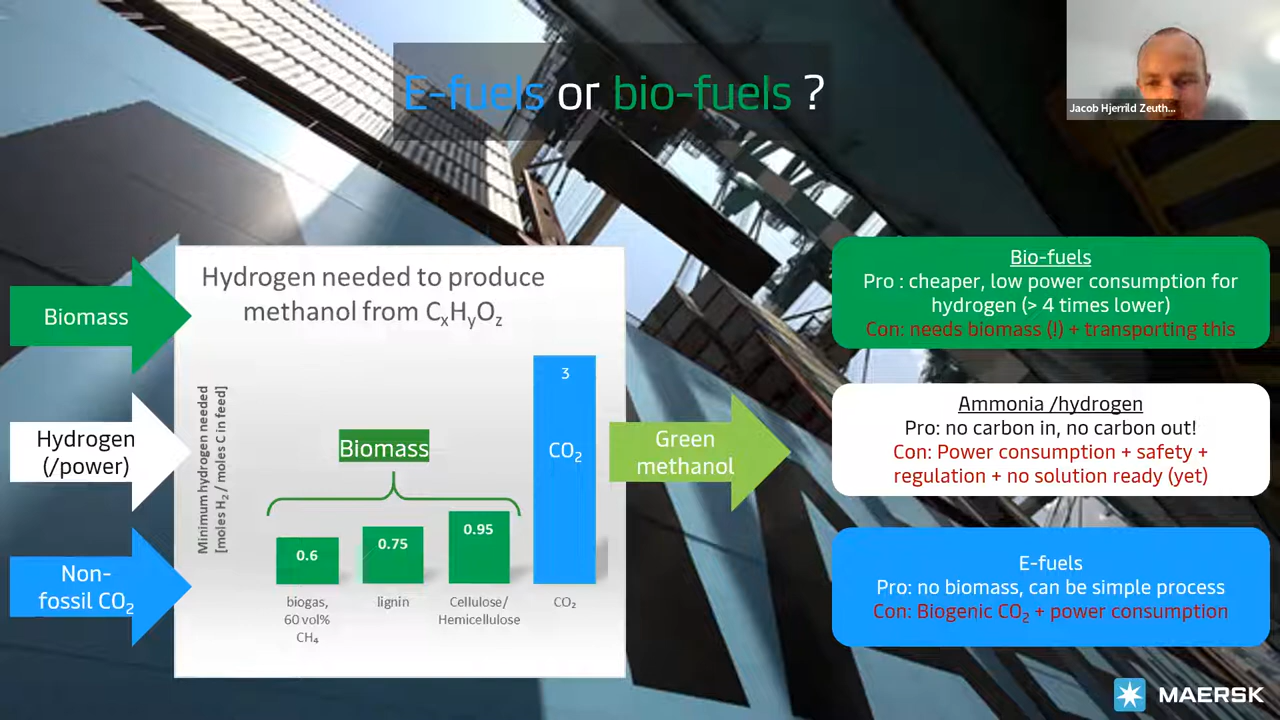 E-fuels or bio-fuels ?
Jacob Hjerrild Zeuth...
Biomass
Hydrogen
(/power)
Non-
fossil CO₂
Hydrogen needed to produce
methanol from CₓHᵧO𝓏
Minimum hydrogen needed
[moles H₂ / moles C in feed]
Biomass
0.6
0.75
0.95
3
CO₂
biogas,
60 vol%
CH₄
lignin
Cellulose/
Hemicellulose
CO₂
Green
methanol
Bio-fuels
Pro : cheaper, low power consumption for
hydrogen (> 4 times lower)
Con: needs biomass (!) + transporting this
Ammonia /hydrogen
Pro: no carbon in, no carbon out!
Con: Power consumption + safety +
regulation + no solution ready (yet)
E-fuels
Pro: no biomass, can be simple process
Con: Biogenic CO₂ + power consumption
MAERSK